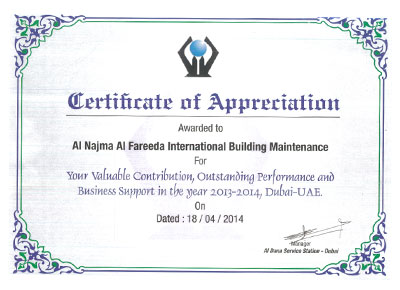 Certificate of Appreciation
Awarded to
Al Najma Al Fareeda International Building Maintenance
For
Your Valuable Contribution, Outstanding Performance and
Business Support in the year 2013-2014, Dubai-UAE.
On
Dated : 18 / 04 / 2014
Manager
Al Dana Service Station - Dubai